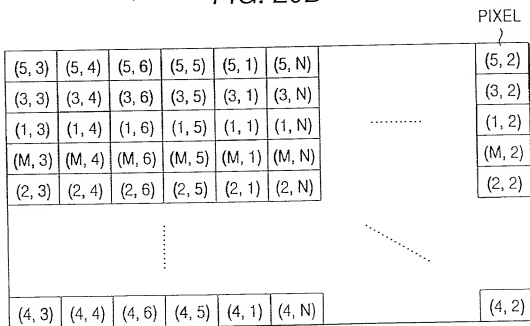 PIXEL
(5, 3) (5, 4) (5, 6) (5, 5) (5, 1) (5, N) (5, 2)
(3, 3) (3, 4) (3, 6) (3, 5) (3, 1) (3, N) (3, 2)
(1, 3) (1, 4) (1, 6) (1, 5) (1, 1) (1, N) (1, 2)
(M, 3) (M, 4) (M, 6) (M, 5) (M, 1) (M, N) (M, 2)
(2, 3) (2, 4) (2, 6) (2, 5) (2, 1) (2, N) (2, 2)
(4, 3) (4, 4) (4, 6) (4, 5) (4, 1) (4, N) (4, 2)